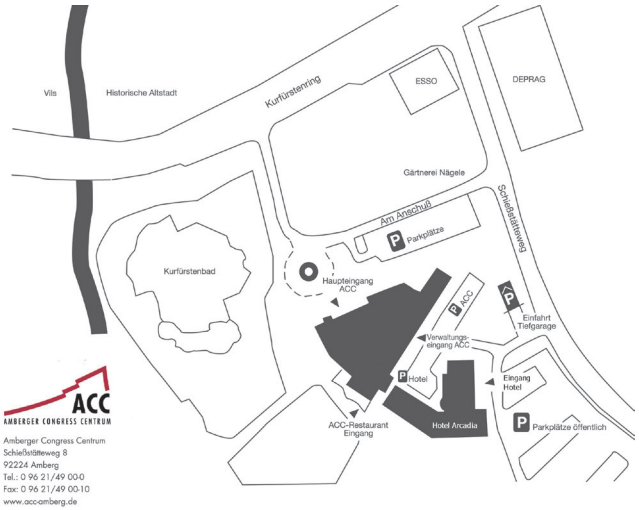 Vils
Historische Altstadt
Kurfürstenring
ESSO
DEPRAG
Gärtnerei Nägele
Am Anschuß
Schießstätteweg
P Parkplätze
Kurfürstenbad
Haupteingang
ACC
P ACC
P
Einfahrt
Tiefgarage
Verwaltungs-
eingang ACC
P Hotel
Eingang
Hotel
ACC-Restaurant
Eingang
Hotel Arcadia
P Parkplätze öffentlich
ACC
AMBERGER CONGRESS CENTRUM
Amberger Congress Centrum
Schießstätteweg 8
92224 Amberg
Tel.: 0 96 21/49 00-0
Fax: 0 96 21/49 00-10
www.acc-amberg.de